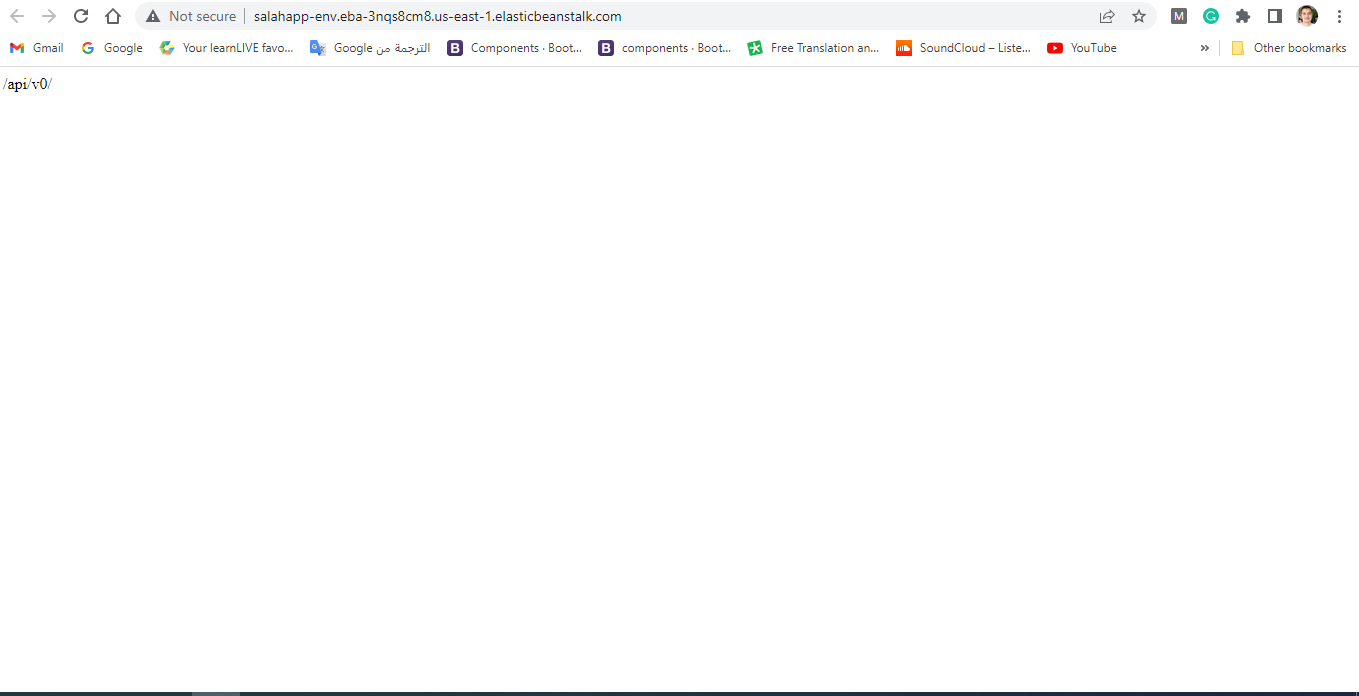 Not secure salahapp-env.eba-3nqs8cm8.us-east-1.elasticbeanstalk.com M G
Gmail G Google Your learnLIVE favo... G Google الترجمة من B Components · Boot... B components · Boot... Free Translation an... SoundCloud – Liste... YouTube » Other bookmarks
/api/v0/